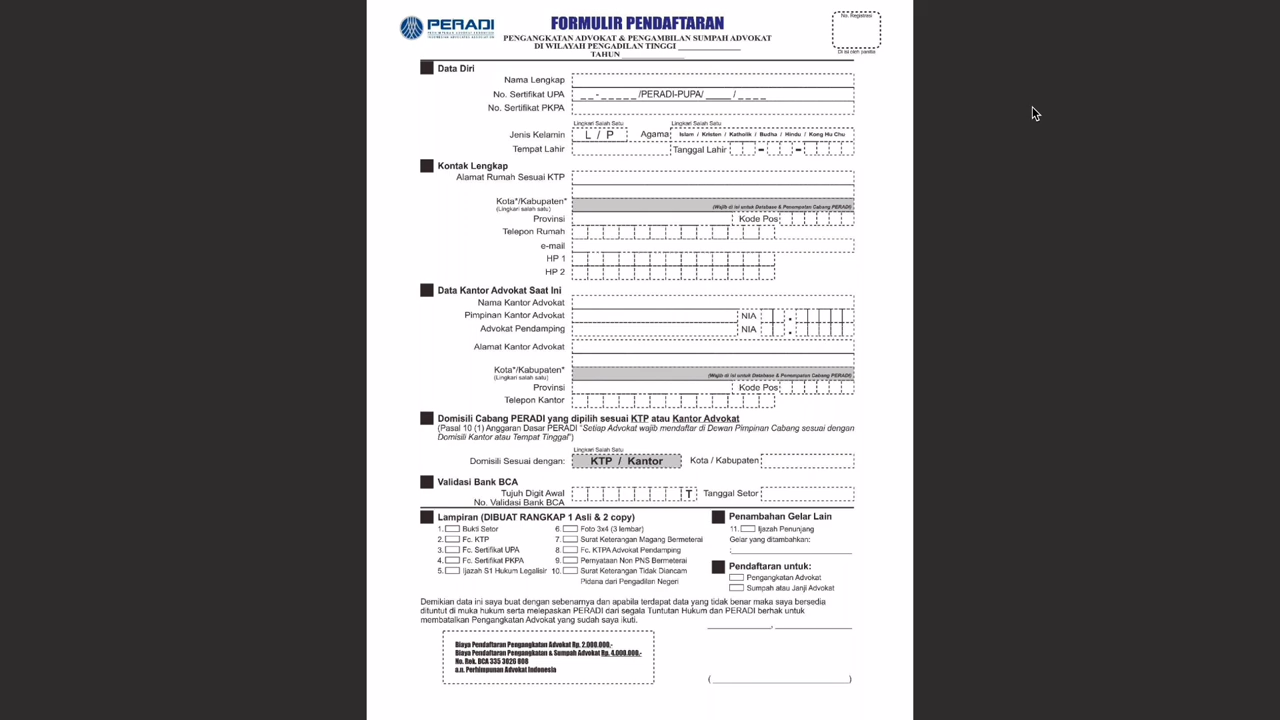 PERADI
FORMULIR PENDAFTARAN
PENGANGKATAN ADVOKAT & PENGAMBILAN SUMPAH ADVOKAT
DI WILAYAH PENGADILAN TINGGI _______________
TAHUN _______________
No. Registrasi
Di isi oleh panitia
Data Diri
Nama Lengkap
No. Sertifikat UPA _ _ - _ _ _ _ _ /PERADI-PUPA/ _____ / _ _ _ _
No. Sertifikat PKPA
Lingkari Salah Satu Lingkari Salah Satu
Jenis Kelamin L / P Agama Islam / Kristen / Katholik / Budha / Hindu / Kong Hu Chu
Tempat Lahir Tanggal Lahir - -
Kontak Lengkap
Alamat Rumah Sesuai KTP
Kota*/Kabupaten* (Wajib di isi untuk Database & Penempatan Cabang PERADI)
(Lingkari salah satu)
Provinsi Kode Pos
Telepon Rumah
e-mail
HP 1
HP 2
Data Kantor Advokat Saat Ini
Nama Kantor Advokat
Pimpinan Kantor Advokat NIA .
Advokat Pendamping NIA .
Alamat Kantor Advokat
Kota*/Kabupaten* (Wajib di isi untuk Database & Penempatan Cabang PERADI)
(Lingkari salah satu)
Provinsi Kode Pos
Telepon Kantor
Domisili Cabang PERADI yang dipilih sesuai KTP atau Kantor Advokat
(Pasal 10 (1) Anggaran Dasar PERADI "Setiap Advokat wajib mendaftar di Dewan Pimpinan Cabang sesuai dengan
Domisili Kantor atau Tempat Tinggal")
Lingkari Salah Satu
Domisili Sesuai dengan: KTP / Kantor Kota / Kabupaten
Validasi Bank BCA
Tujuh Digit Awal T Tanggal Setor
No. Validasi Bank BCA
Lampiran (DIBUAT RANGKAP 1 Asli & 2 copy)
1. Bukti Setor
2. Fc. KTP
3. Fc. Sertifikat UPA
4. Fc. Sertifikat PKPA
5. Ijazah S1 Hukum Legalisir
6. Foto 3x4 (3 lembar)
7. Surat Keterangan Magang Bermeterai
8. Fc. KTPA Advokat Pendamping
9. Pernyataan Non PNS Bermeterai
10. Surat Keterangan Tidak Diancam
Pidana dari Pengadilan Negeri
Penambahan Gelar Lain
11. Ijazah Penunjang
Gelar yang ditambahkan:
:_______________
Pendaftaran untuk:
Pengangkatan Advokat
Sumpah atau Janji Advokat
Demikian data ini saya buat dengan sebenarnya dan apabila terdapat data yang tidak benar maka saya bersedia
dituntut di muka hukum serta melepaskan PERADI dari segala Tuntutan Hukum dan PERADI berhak untuk
membatalkan Pengangkatan Advokat yang sudah saya ikuti.
_______________, _______________
Biaya Pendaftaran Pengangkatan Advokat Rp. 2.000.000,-
Biaya Pendaftaran Pengangkatan & Sumpah Advokat Rp. 4.000.000,-
No. Rek. BCA 335 3026 808
a.n. Perhimpunan Advokat Indonesia
(_______________)